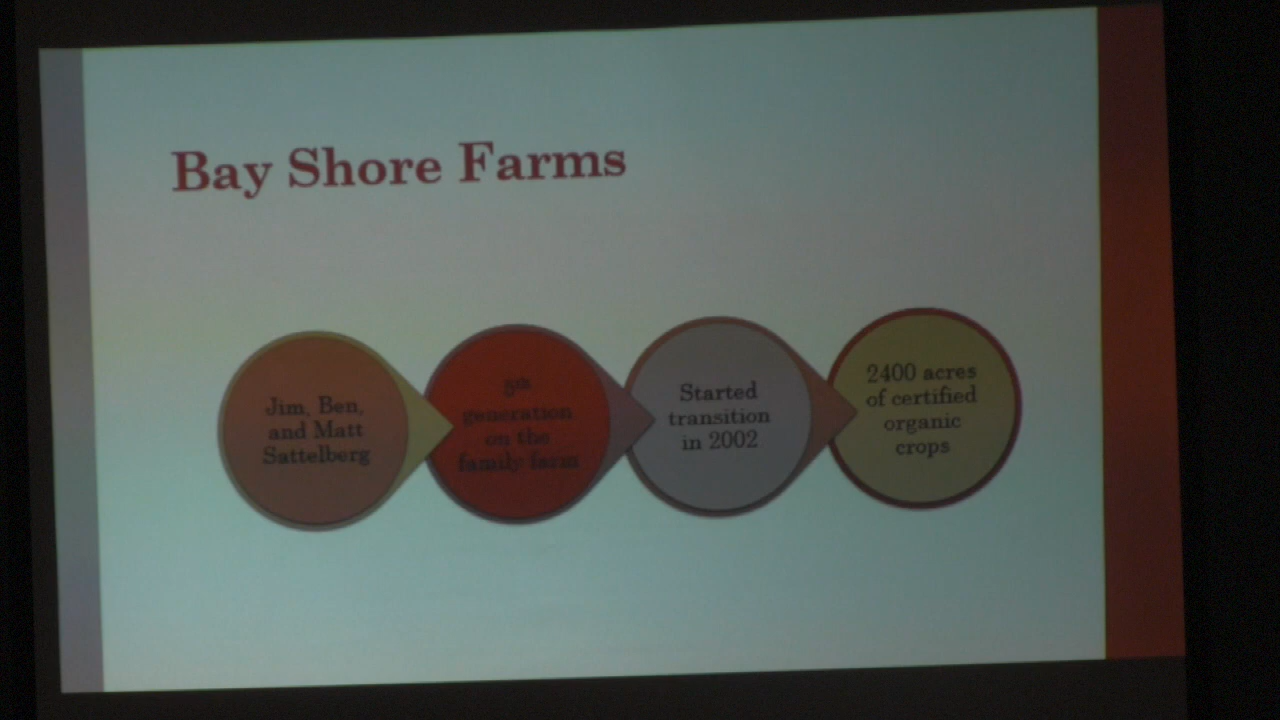 Bay Shore Farms
Jim, Ben,
and Matt
Sattelberg
5th
generation
on the
family farm
Started
transition
in 2002
2400 acres
of certified
organic
crops